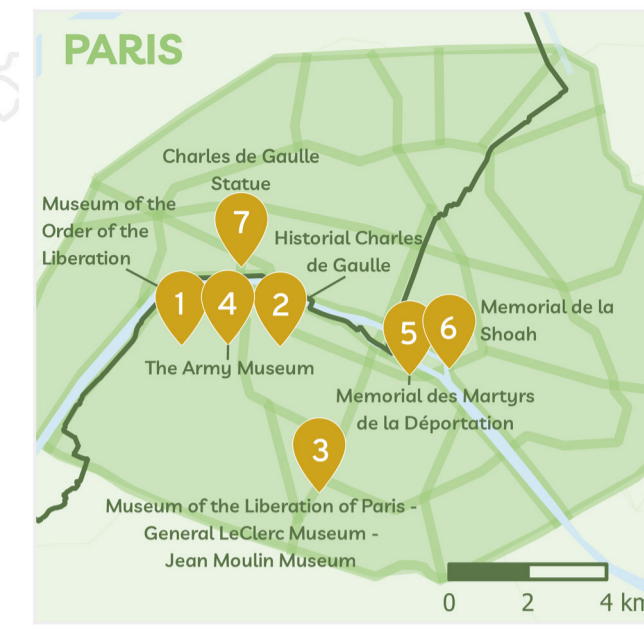 PARIS
Charles de Gaulle
Statue
7
Museum of the
Order of the
Liberation
Historial Charles
de Gaulle
1
4
2
5
6
Memorial de la
Shoah
The Army Museum
Memorial des Martyrs
de la Déportation
3
Museum of the Liberation of Paris -
General LeClerc Museum -
Jean Moulin Museum
0 2 4 km